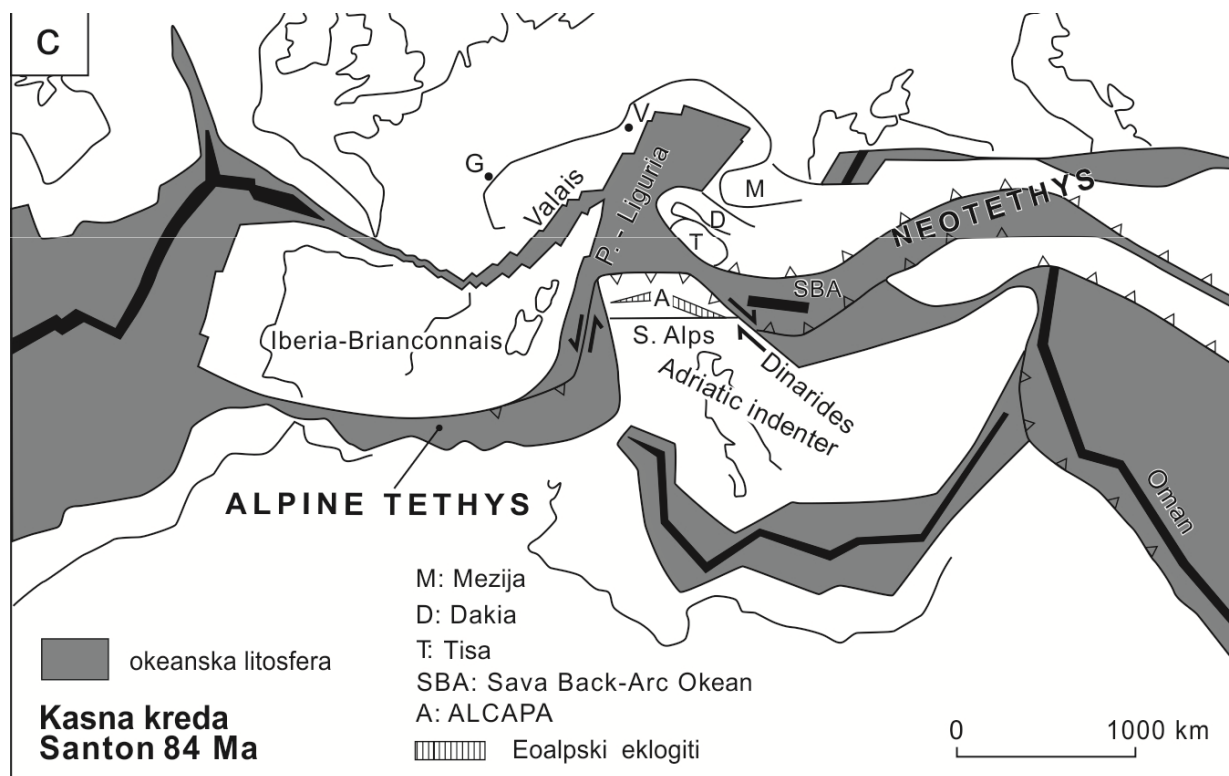 C
V
G
Valais
P. - Liguria
M
D
T
NEOTETHYS
SBA
A
Iberia-Brianconnais
S. Alps
Dinarides
Adriatic indenter
Oman
ALPINE TETHYS
M: Mezija
D: Dakia
T: Tisa
SBA: Sava Back-Arc Okean
A: ALCAPA
Eoalpski eklogiti
okeanska litosfera
Kasna kreda
Santon 84 Ma
0 1000 km